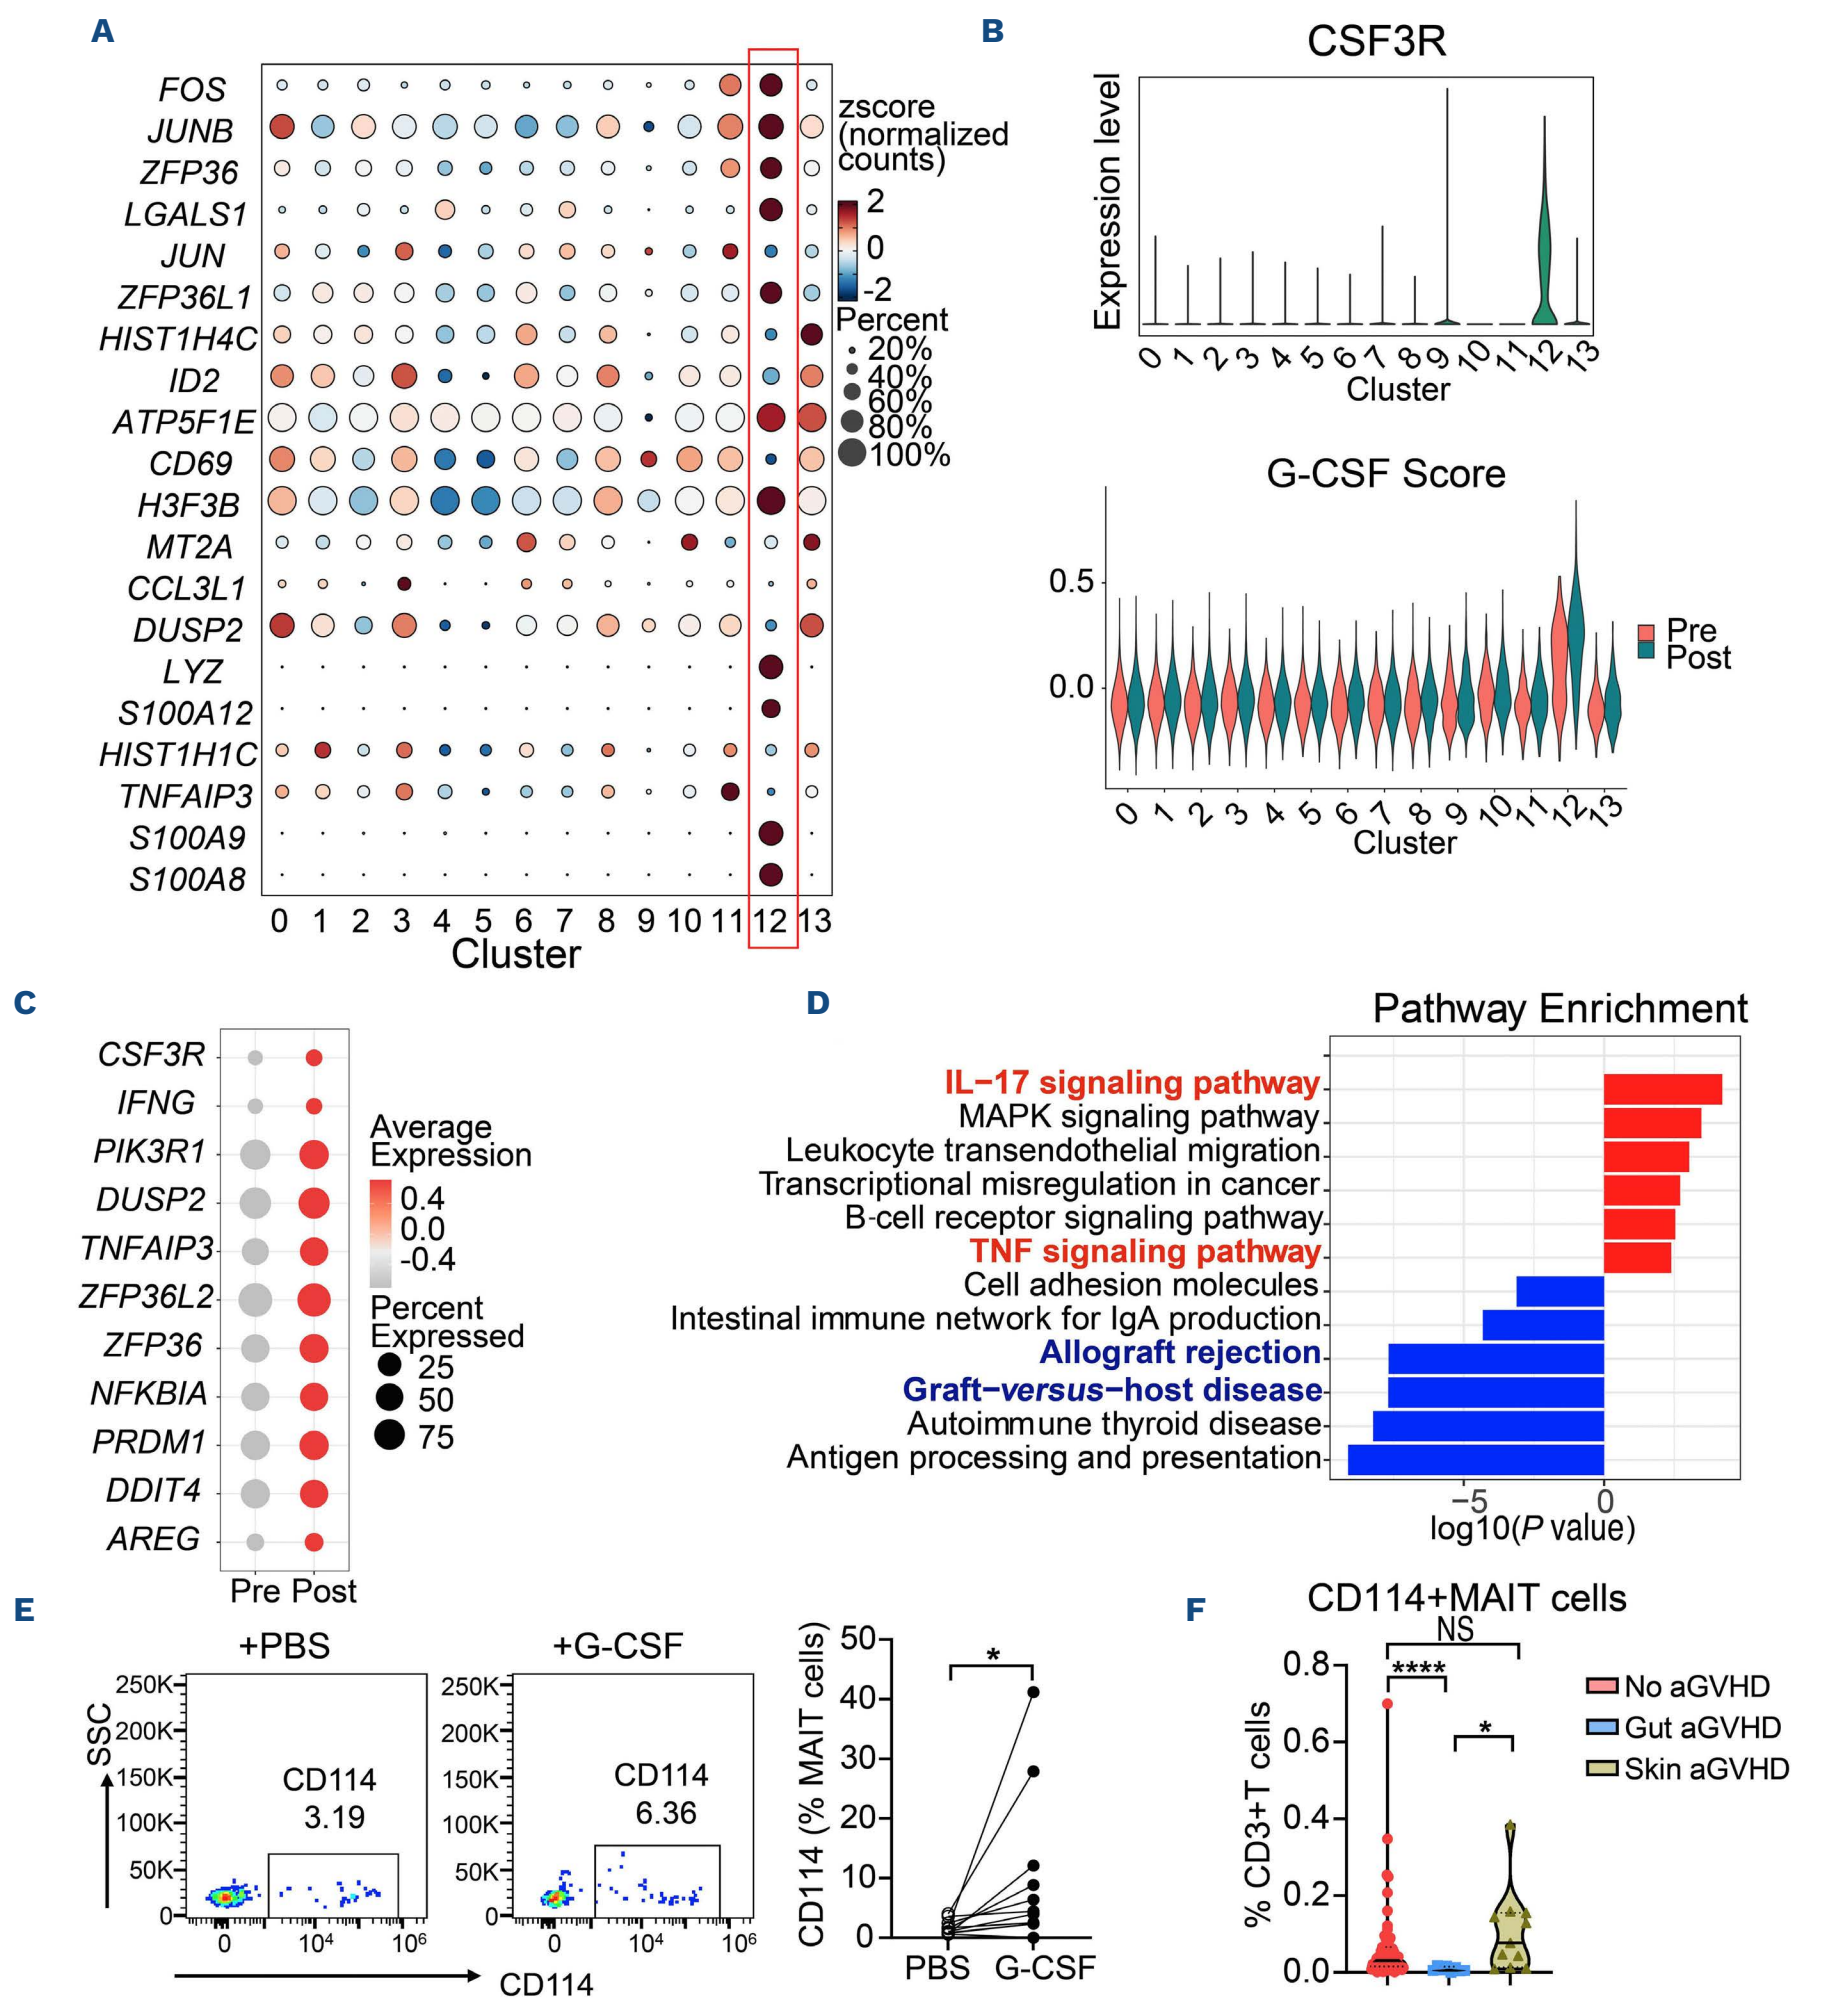 A
FOS
JUNB
ZFP36
LGALS1
JUN
ZFP36L1
HIST1H4C
ID2
ATP5F1E
CD69
H3F3B
MT2A
CCL3L1
DUSP2
LYZ
S100A12
HIST1H1C
TNFAIP3
S100A9
S100A8
0 1 2 3 4 5 6 7 8 9 10 11 12 13
Cluster
zscore
(normalized
counts)
2
0
-2
Percent
20%
40%
60%
80%
100%
B
CSF3R
Expression level
0 1 2 3 4 5 6 7 8 9 10 11 12 13
Cluster
G-CSF Score
0.5
0.0
Pre
Post
0 1 2 3 4 5 6 7 8 9 10 11 12 13
Cluster
C
CSF3R
IFNG
PIK3R1
DUSP2
TNFAIP3
ZFP36L2
ZFP36
NFKBIA
PRDM1
DDIT4
AREG
Pre Post
Average
Expression
0.4
0.0
-0.4
Percent
Expressed
25
50
75
D
Pathway Enrichment
IL−17 signaling pathway
MAPK signaling pathway
Leukocyte transendothelial migration
Transcriptional misregulation in cancer
B-cell receptor signaling pathway
TNF signaling pathway
Cell adhesion molecules
Intestinal immune network for IgA production
Allograft rejection
Graft−versus−host disease
Autoimmune thyroid disease
Antigen processing and presentation
−5 0
log10(P value)
E
+PBS
SSC
250K
200K
150K
100K
50K
0
CD114
3.19
0 10⁴ 10⁶
+G-CSF
250K
200K
150K
100K
50K
0
CD114
6.36
0 10⁴ 10⁶
CD114
CD114 (% MAIT cells)
50
40
30
20
10
0
*
PBS G-CSF
F
CD114+MAIT cells
NS
****
*
% CD3+T cells
0.8
0.6
0.4
0.2
0.0
No aGVHD
Gut aGVHD
Skin aGVHD